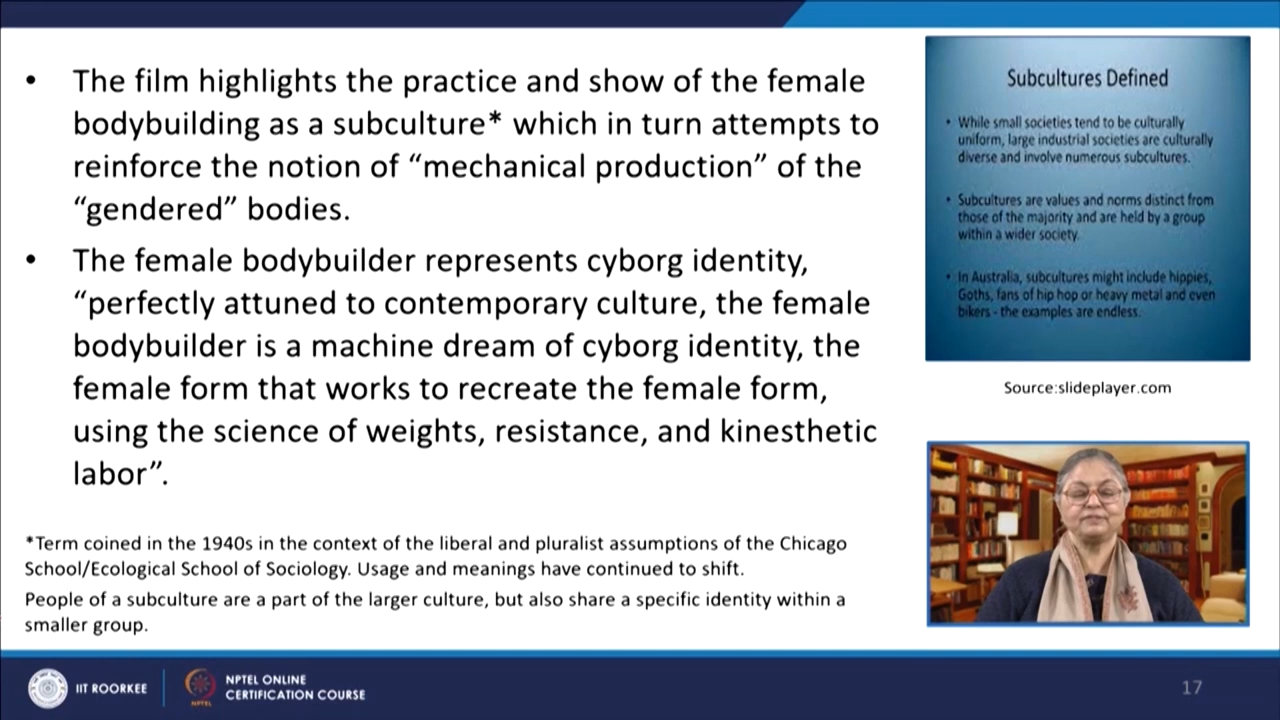 • The film highlights the practice and show of the female
bodybuilding as a subculture* which in turn attempts to
reinforce the notion of “mechanical production” of the
“gendered” bodies.
• The female bodybuilder represents cyborg identity,
“perfectly attuned to contemporary culture, the female
bodybuilder is a machine dream of cyborg identity, the
female form that works to recreate the female form,
using the science of weights, resistance, and kinesthetic
labor”.
*Term coined in the 1940s in the context of the liberal and pluralist assumptions of the Chicago
School/Ecological School of Sociology. Usage and meanings have continued to shift.
People of a subculture are a part of the larger culture, but also share a specific identity within a
smaller group.
Subcultures Defined
• While small societies tend to be culturally
uniform, large industrial societies are culturally
diverse and involve numerous subcultures.
• Subcultures are values and norms distinct from
those of the majority and are held by a group
within a wider society.
• In Australia, subcultures might include hippies,
Goths, fans of hip hop or heavy metal and even
bikers - the examples are endless.
Source:slideplayer.com
IIT ROORKEE
NPTEL
NPTEL ONLINE
CERTIFICATION COURSE
17